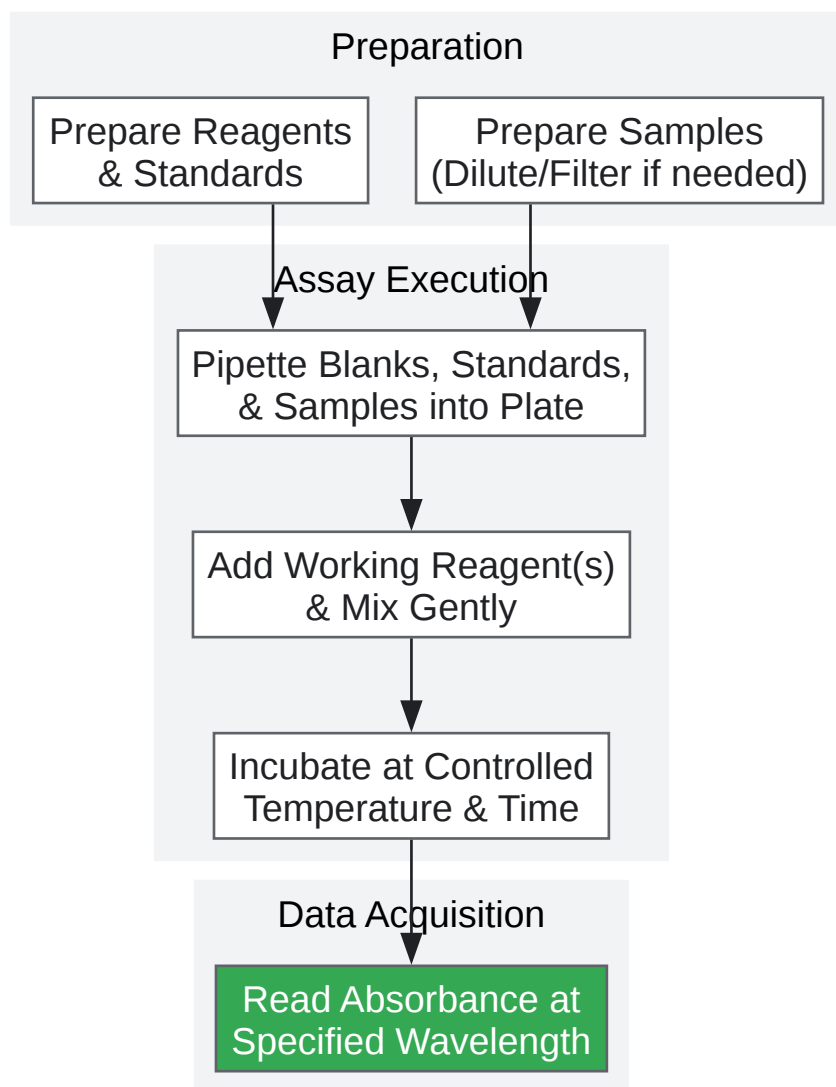 Preparation
Prepare Reagents
& Standards
Prepare Samples
(Dilute/Filter if needed)
Assay Execution
Pipette Blanks, Standards,
& Samples into Plate
Add Working Reagent(s)
& Mix Gently
Incubate at Controlled
Temperature & Time
Data Acquisition
Read Absorbance at
Specified Wavelength